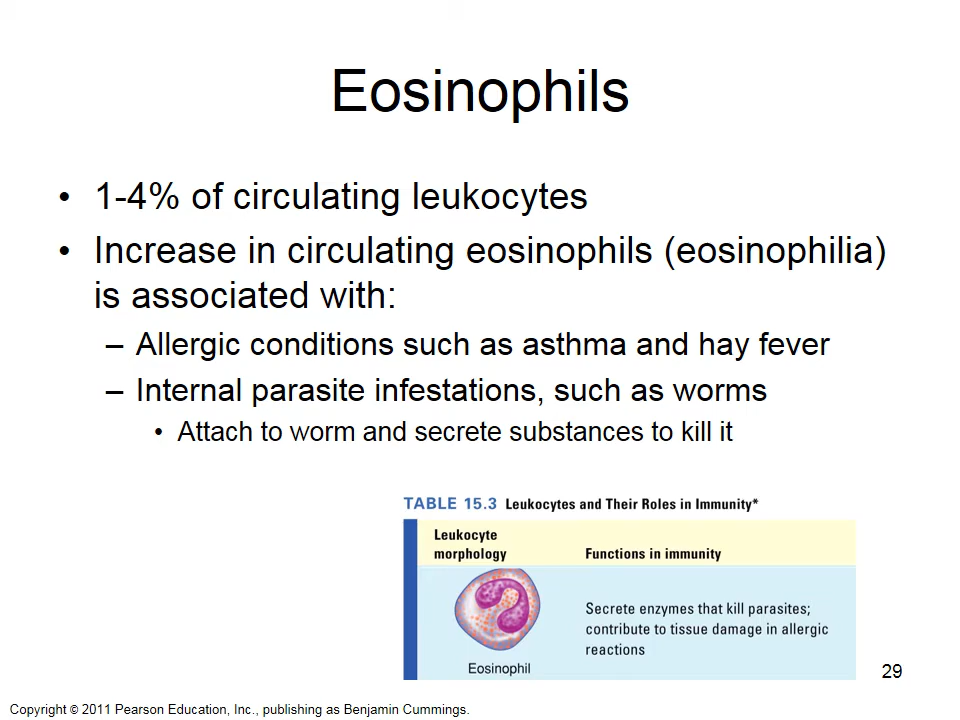 Eosinophils
• 1-4% of circulating leukocytes
• Increase in circulating eosinophils (eosinophilia)
is associated with:
– Allergic conditions such as asthma and hay fever
– Internal parasite infestations, such as worms
• Attach to worm and secrete substances to kill it
TABLE 15.3 Leukocytes and Their Roles in Immunity*
Leukocyte
morphology
Functions in immunity
Secrete enzymes that kill parasites;
contribute to tissue damage in allergic
reactions
Eosinophil
29
Copyright © 2011 Pearson Education, Inc., publishing as Benjamin Cummings.